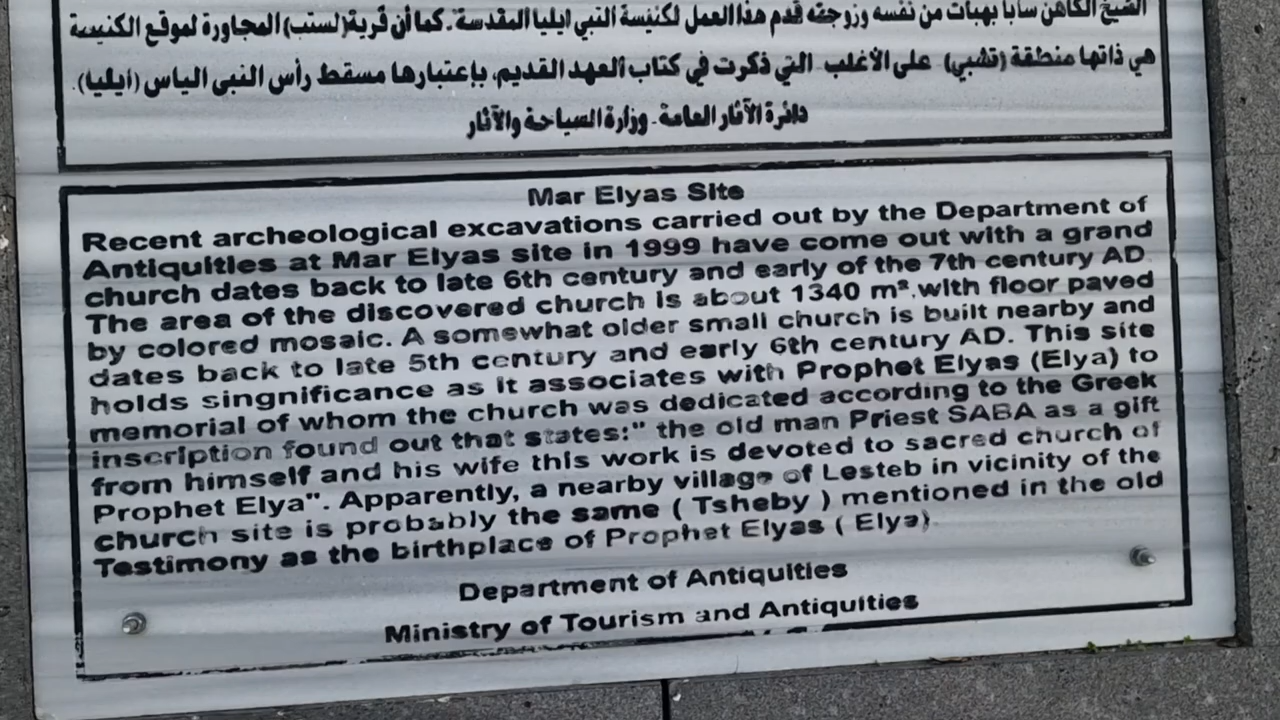 الشيخ الكاهن سابا بهبات من نفسه وزوجته قدم هذا العمل لكنيسة النبي ايليا المقدسة". كما أن قرية (لستب) المجاورة لموقع الكنيسة
هي ذاتها منطقة (تشبي) على الأغلب التي ذكرت في كتاب العهد القديم، بإعتبارها مسقط رأس النبي الياس (أيليا).
دائرة الآثار العامة - وزارة السياحة والآثار
Mar Elyas Site
Recent archeological excavations carried out by the Department of
Antiquities at Mar Elyas site in 1999 have come out with a grand
church dates back to late 6th century and early of the 7th century AD.
The area of the discovered church is about 1340 m², with floor paved
by colored mosaic. A somewhat older small church is built nearby and
dates back to late 5th century and early 6th century AD. This site
holds singnificance as it associates with Prophet Elyas (Elya) to
memorial of whom the church was dedicated according to the Greek
inscription found out that states:" the old man Priest SABA as a gift
from himself and his wife this work is devoted to sacred church of
Prophet Elya". Apparently, a nearby village of Lesteb in vicinity of the
church site is probably the same ( Tsheby ) mentioned in the old
Testimony as the birthplace of Prophet Elyas ( Elya)
Department of Antiquities
Ministry of Tourism and Antiquities